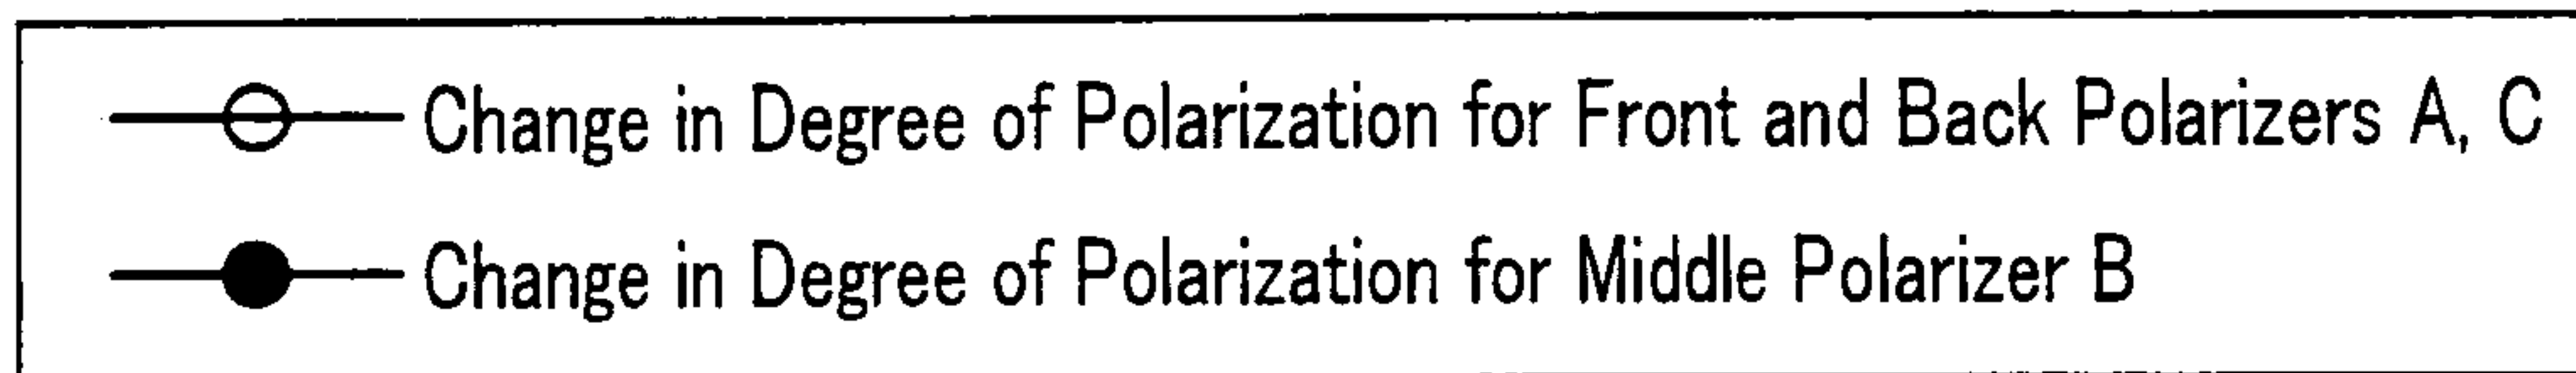 Change in Degree of Polarization for Front and Back Polarizers A, C
Change in Degree of Polarization for Middle Polarizer B